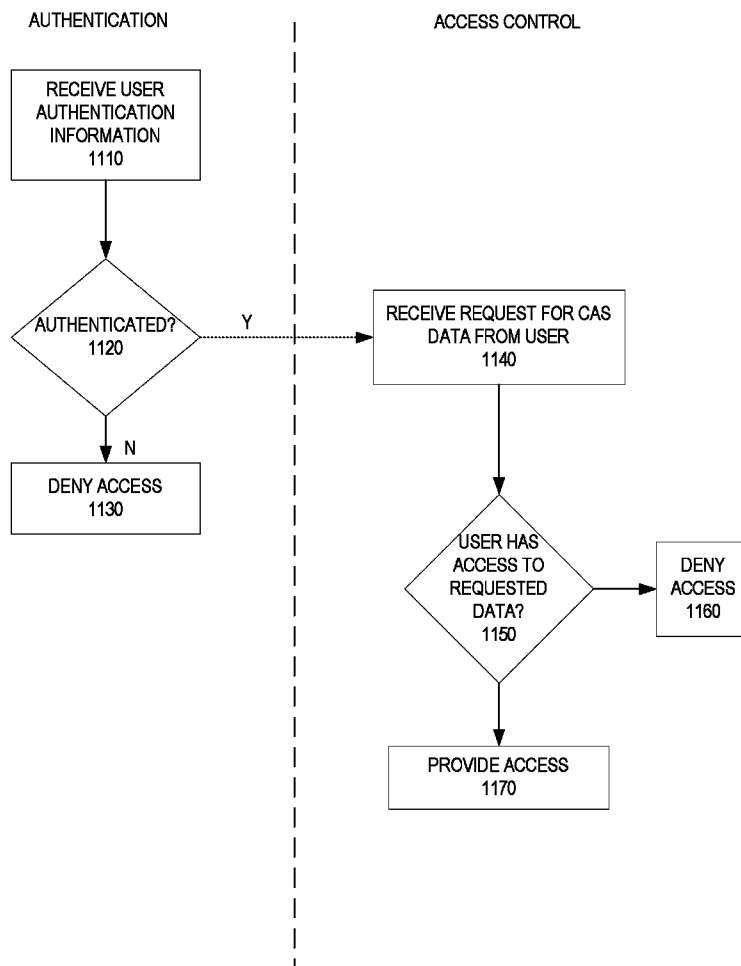 AUTHENTICATION
RECEIVE USER
AUTHENTICATION
INFORMATION
1110
AUTHENTICATED?
1120
Y
N
DENY ACCESS
1130
ACCESS CONTROL
RECEIVE REQUEST FOR CAS
DATA FROM USER
1140
USER HAS
ACCESS TO
REQUESTED
DATA?
1150
DENY
ACCESS
1160
PROVIDE ACCESS
1170